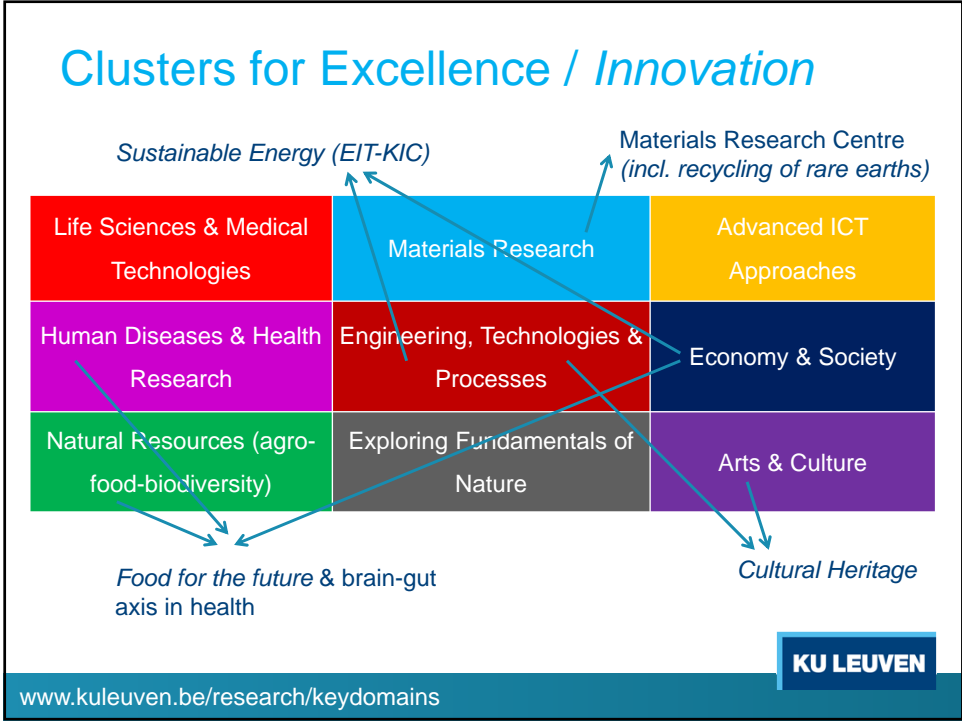 Clusters for Excellence / Innovation
Sustainable Energy (EIT-KIC)
Materials Research Centre
(incl. recycling of rare earths)
Life Sciences & Medical
Technologies
Materials Research
Advanced ICT
Approaches
Human Diseases & Health
Research
Engineering, Technologies &
Processes
Economy & Society
Natural Resources (agro-
food-biodiversity)
Exploring Fundamentals of
Nature
Arts & Culture
Food for the future & brain-gut
axis in health
Cultural Heritage
KU LEUVEN
www.kuleuven.be/research/keydomains